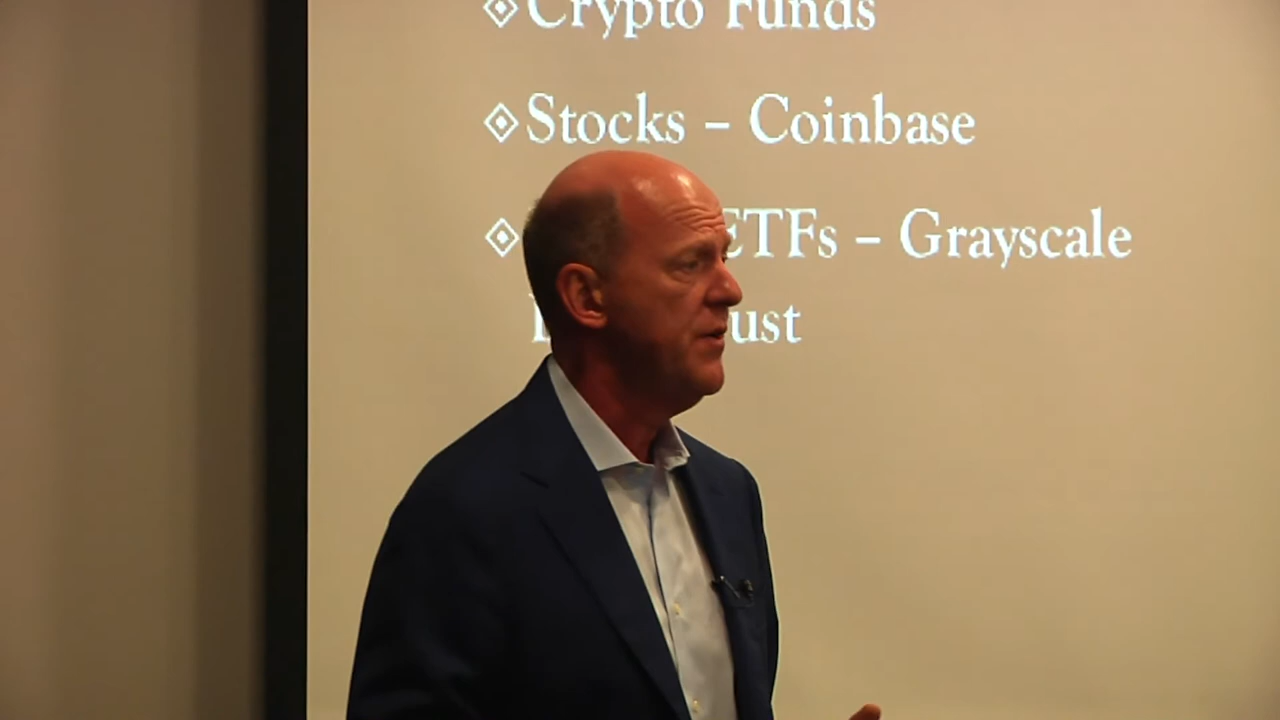 Crypto Funds
Stocks – Coinbase
ETFs – Grayscale